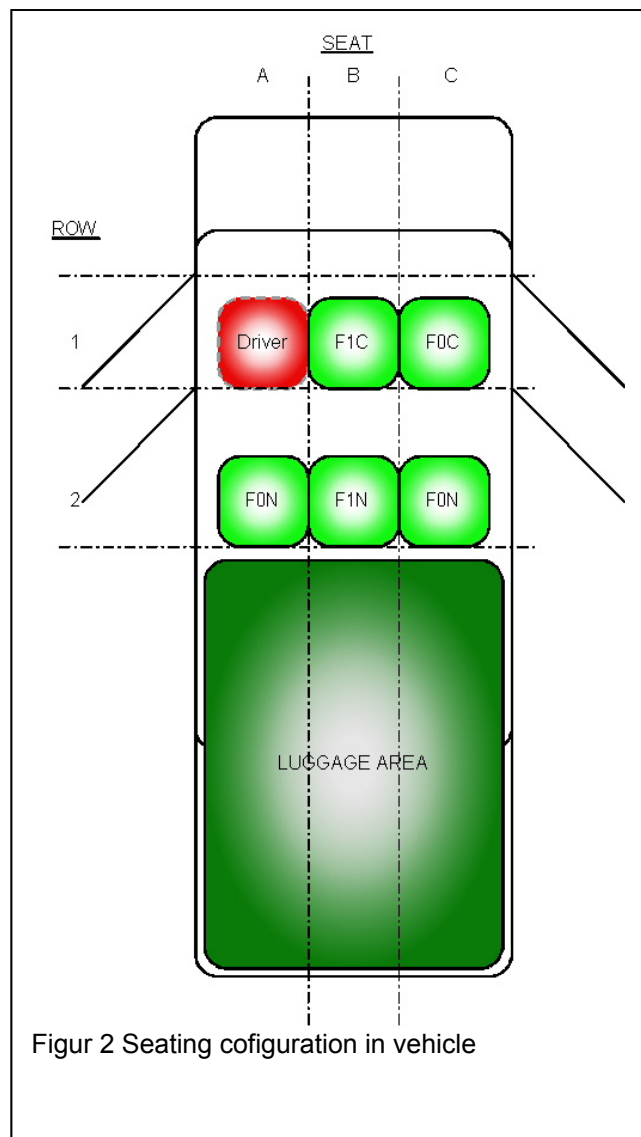 SEAT
A B C
ROW
1 Driver F1C F0C
2 F0N F1N F0N
LUGGAGE AREA
Figur 2 Seating cofiguration in vehicle